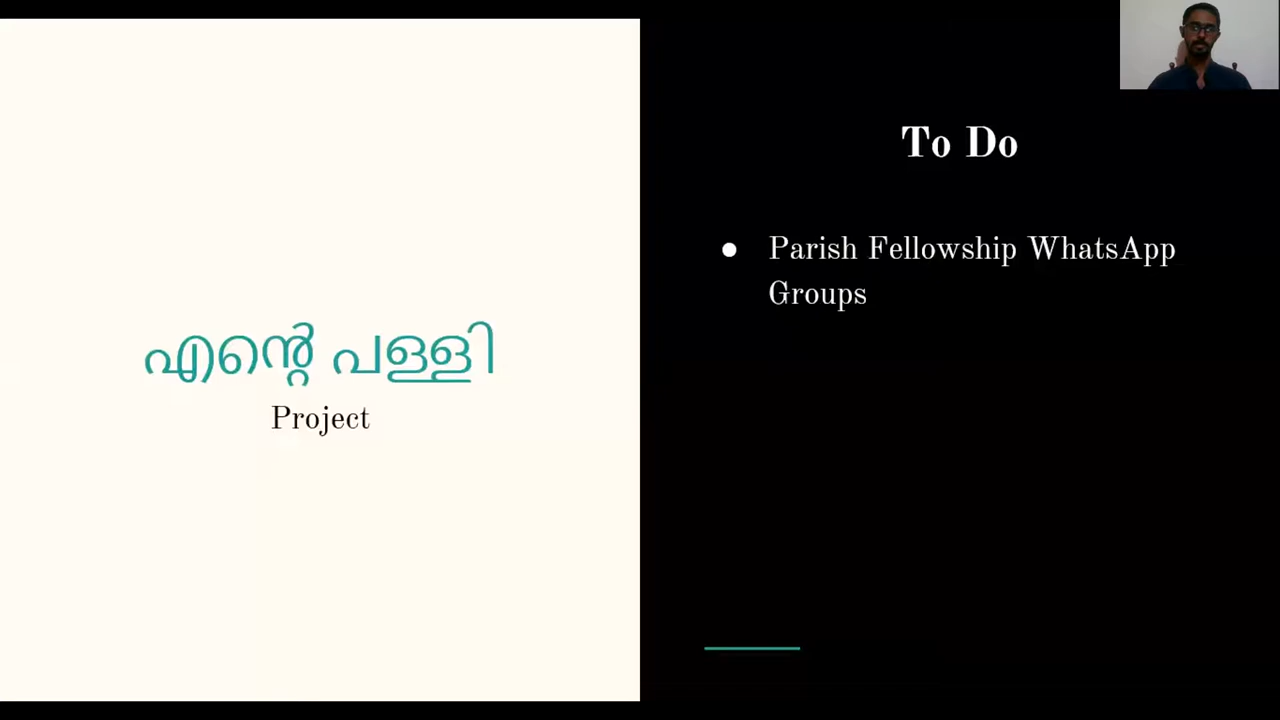 എന്റെ പള്ളി
Project
To Do
● Parish Fellowship WhatsApp
Groups